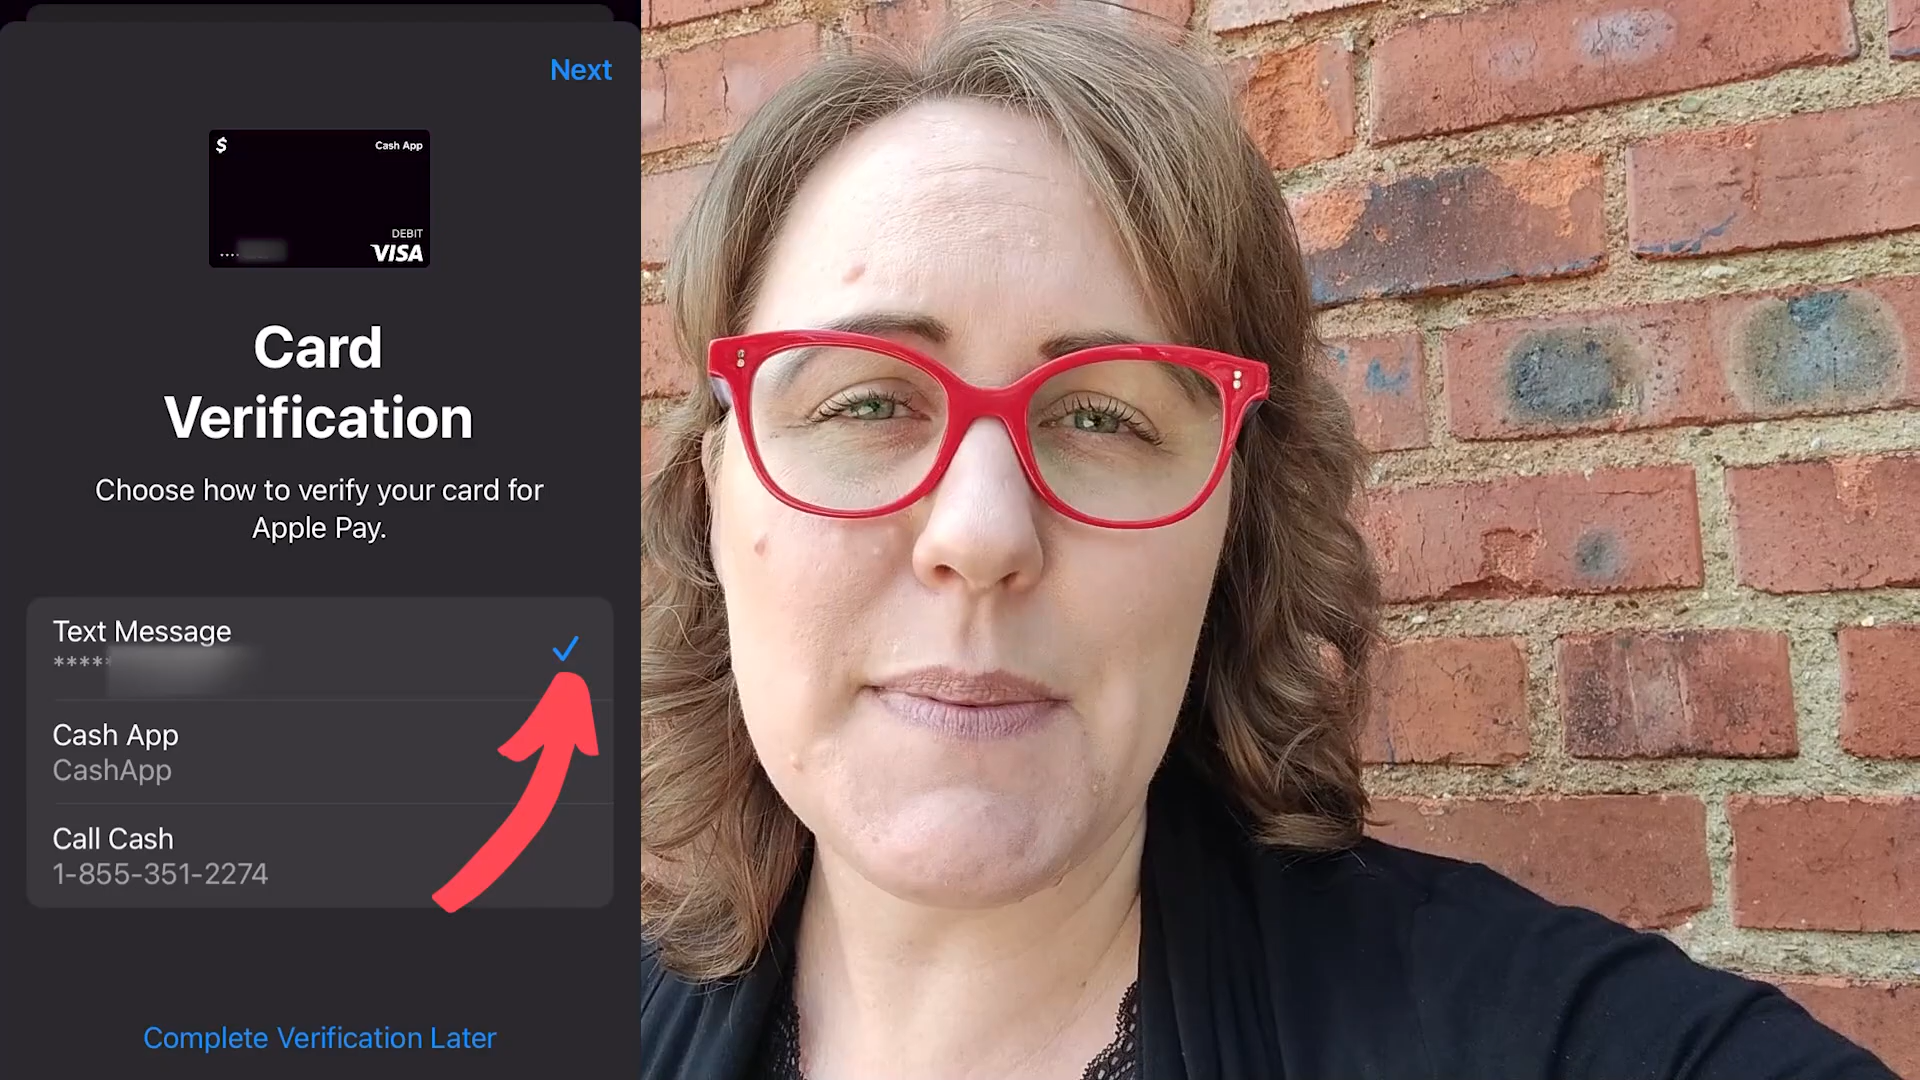 Next
$
Cash App
DEBIT
....
VISA
Card
Verification
Choose how to verify your card for
Apple Pay.
Text Message
****
Cash App
CashApp
Call Cash
1-855-351-2274
Complete Verification Later